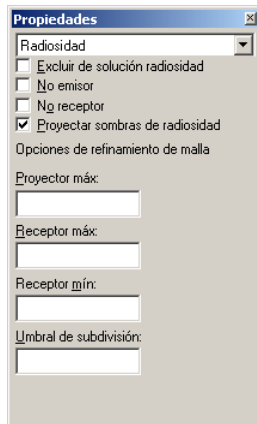 Propiedades
Radiosidad
Excluir de solución radiosidad
No emisor
No receptor
Proyectar sombras de radiosidad
Opciones de refinamiento de malla
Proyector máx:
Receptor máx:
Receptor mín:
Umbral de subdivisión: